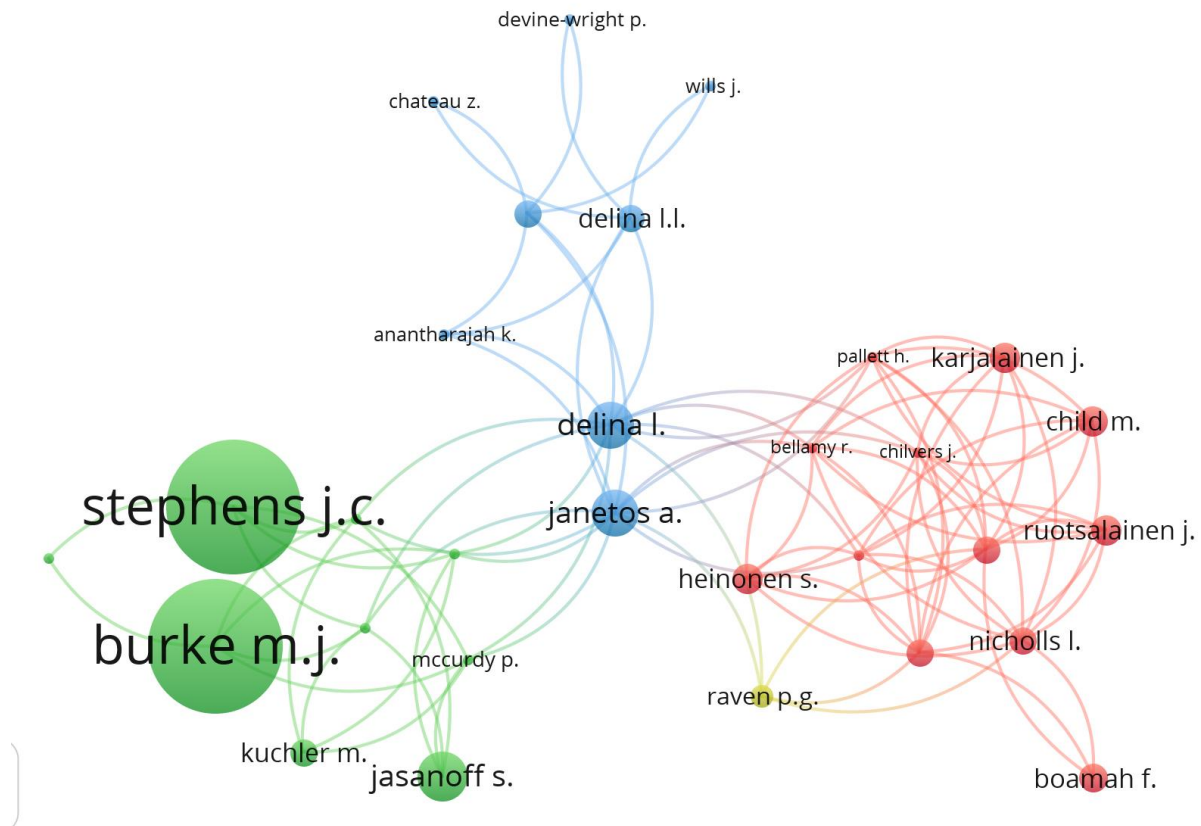 devine-wright p.
wills j.
chateau z.
delina l.l.
anantharajah k.
pallett h.
karjalainen j.
child m.
delina l.
bellamy r.
chilvers j.
stephens j.c.
janetos a.
ruotsalainen j.
heinonen s.
burke m.j.
nicholls l.
mccurdy p.
raven p.g.
kuchler m.
jasanoff s.
boamah f.